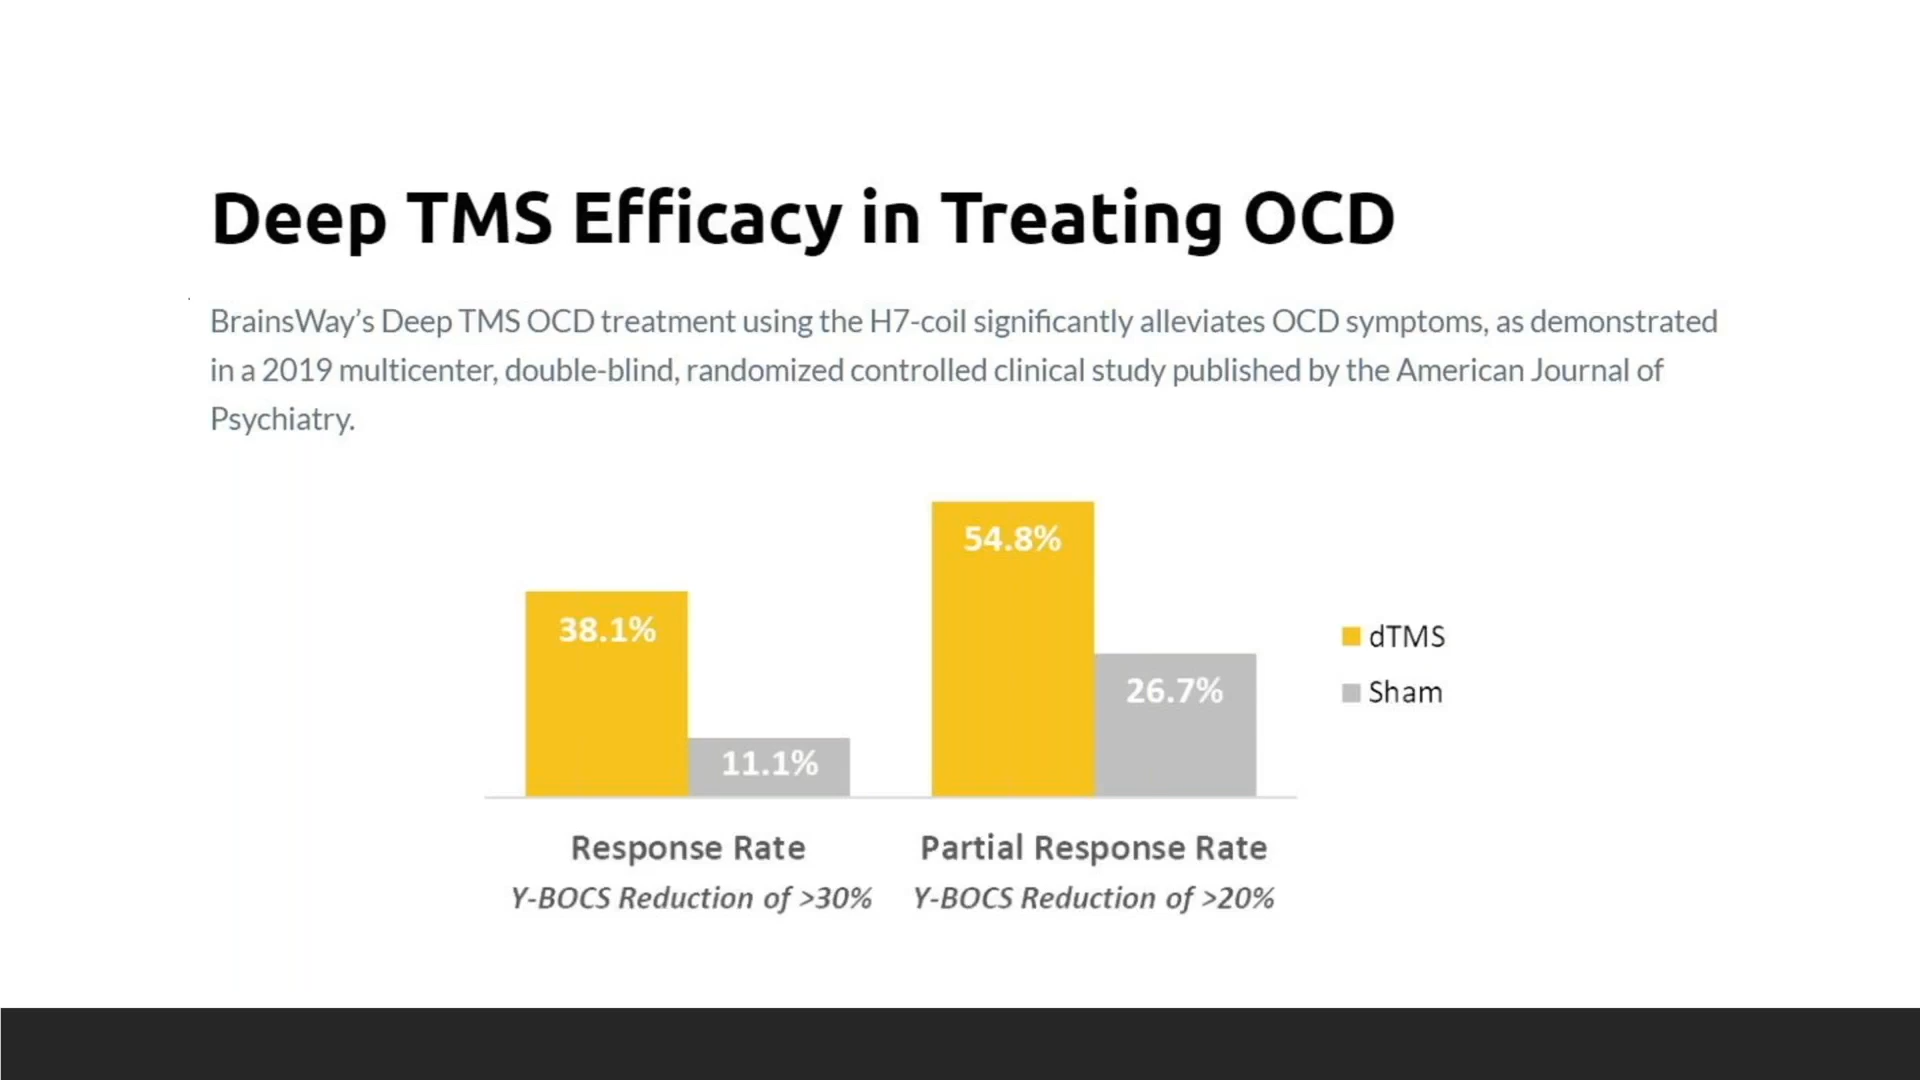 Deep TMS Efficacy in Treating OCD
BrainsWay’s Deep TMS OCD treatment using the H7-coil significantly alleviates OCD symptoms, as demonstrated
in a 2019 multicenter, double-blind, randomized controlled clinical study published by the American Journal of
Psychiatry.
54.8%
38.1%
26.7%
11.1%
dTMS
Sham
Response Rate
Y-BOCS Reduction of >30%
Partial Response Rate
Y-BOCS Reduction of >20%